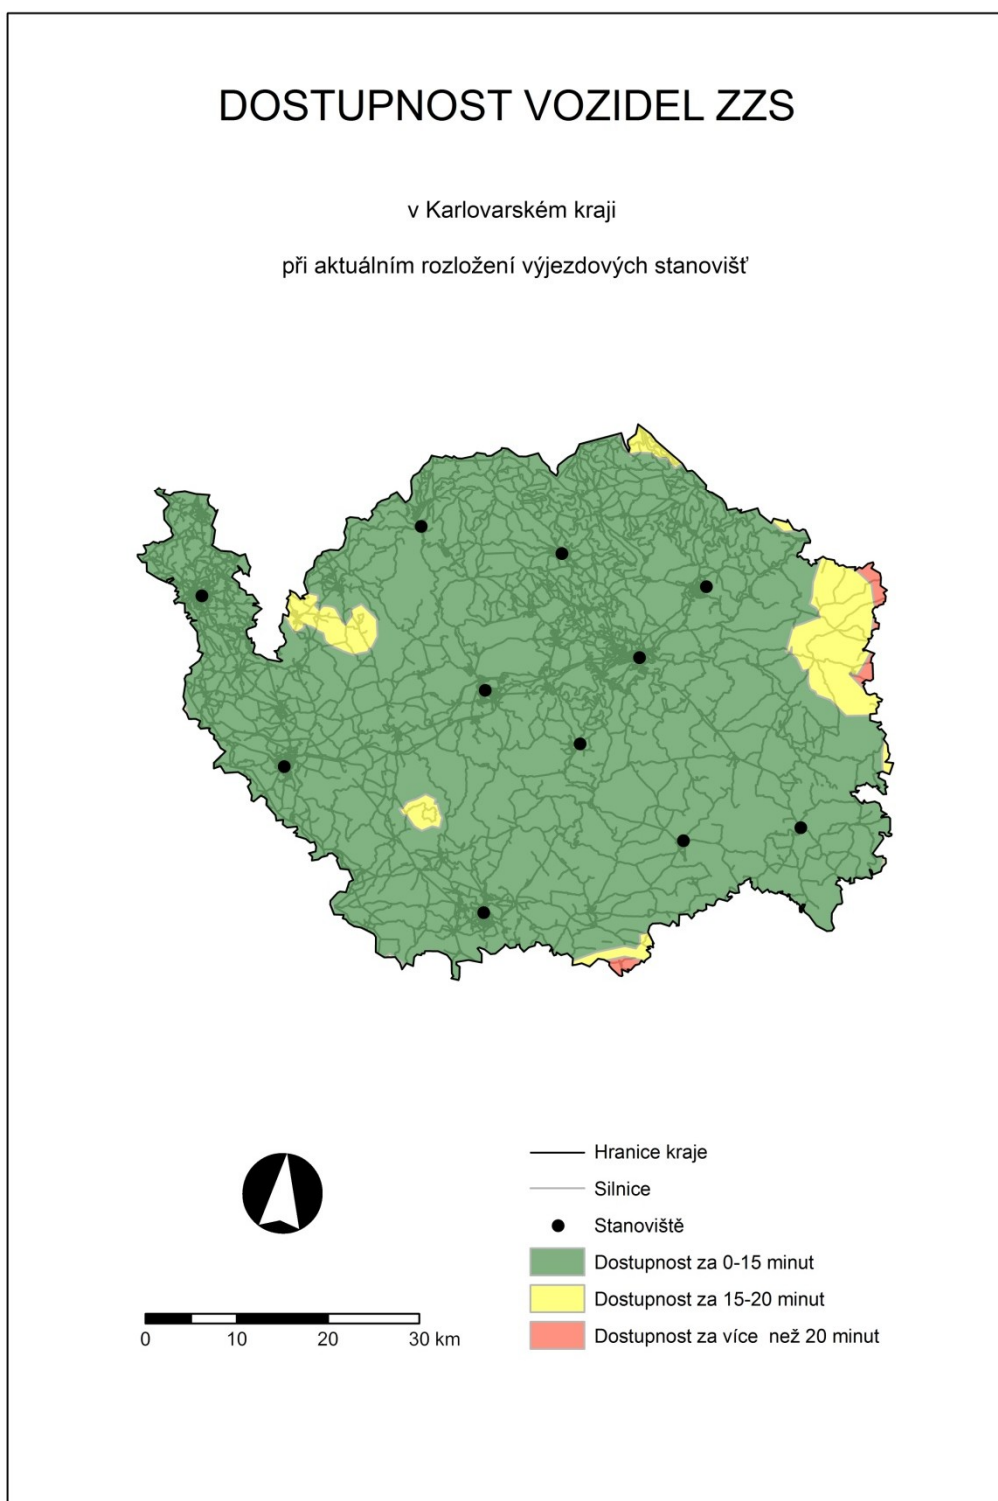 DOSTUPNOST VOZIDEL ZZS
v Karlovarském kraji
při aktuálním rozložení výjezdových stanovišť
Hranice kraje
Silnice
Stanoviště
Dostupnost za 0-15 minut
Dostupnost za 15-20 minut
Dostupnost za více než 20 minut
0 10 20 30 km